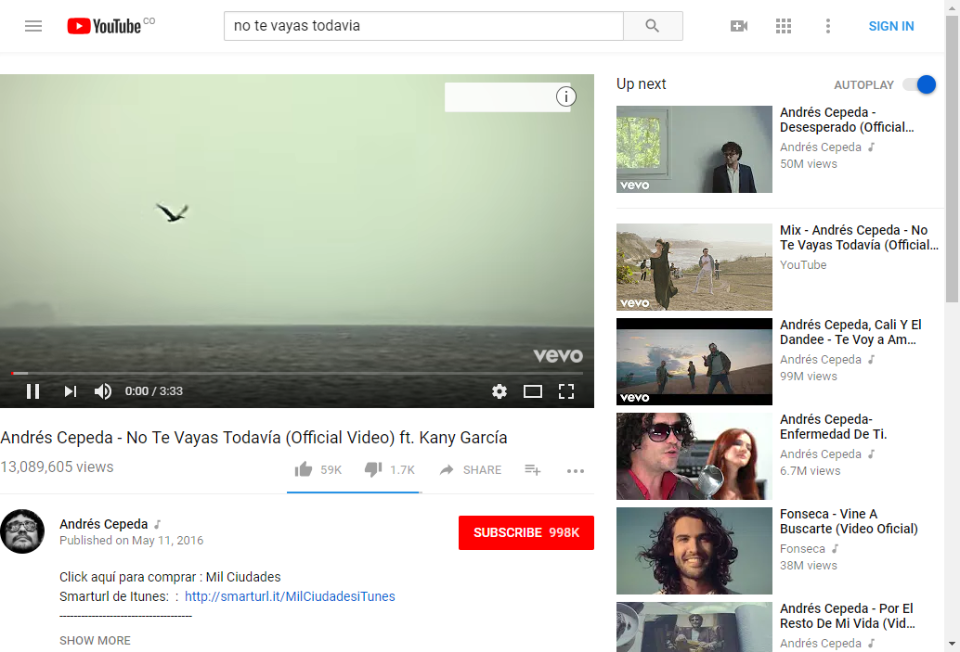 YouTube CO
no te vayas todavia
SIGN IN
vevo
0:00 / 3:33
Andrés Cepeda - No Te Vayas Todavía (Official Video) ft. Kany García
13,089,605 views
59K
1.7K
SHARE
Andrés Cepeda
Published on May 11, 2016
SUBSCRIBE 998K
Click aquí para comprar : Mil Ciudades
Smarturl de Itunes: : http://smarturl.it/MilCiudadesiTunes
-------------------------------------
SHOW MORE
Up next
AUTOPLAY
vevo
Andrés Cepeda -
Desesperado (Official...
Andrés Cepeda
50M views
vevo
Mix - Andrés Cepeda - No
Te Vayas Todavía (Official...
YouTube
vevo
Andrés Cepeda, Cali Y El
Dandee - Te Voy a Am...
Andrés Cepeda
99M views
Andrés Cepeda-
Enfermedad De Ti.
Andrés Cepeda
6.7M views
Fonseca - Vine A
Buscarte (Video Oficial)
Fonseca
38M views
Andrés Cepeda - Por El
Resto De Mi Vida (Vid...
Andrés Cepeda